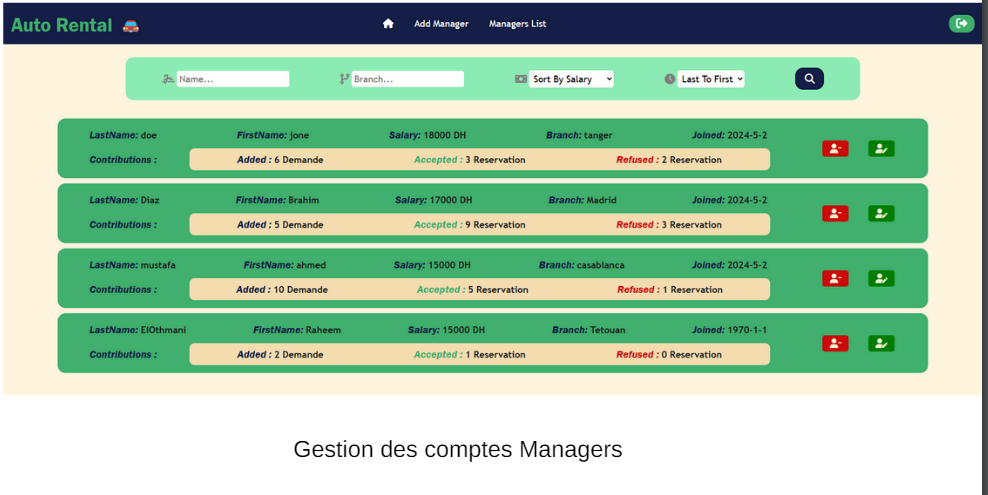 Auto Rental
Add Manager Managers List
Name... Branch... Sort By Salary Last To First
LastName: doe FirstName: jone Salary: 18000 DH Branch: tanger Joined: 2024-5-2
Contributions : Added : 6 Demande Accepted : 3 Reservation Refused : 2 Reservation
LastName: Diaz FirstName: Brahim Salary: 17000 DH Branch: Madrid Joined: 2024-5-2
Contributions : Added : 5 Demande Accepted : 9 Reservation Refused : 3 Reservation
LastName: mustafa FirstName: ahmed Salary: 15000 DH Branch: casablanca Joined: 2024-5-2
Contributions : Added : 10 Demande Accepted : 5 Reservation Refused : 1 Reservation
LastName: ElOthmani FirstName: Raheem Salary: 15000 DH Branch: Tetouan Joined: 1970-1-1
Contributions : Added : 2 Demande Accepted : 1 Reservation Refused : 0 Reservation
Gestion des comptes Managers